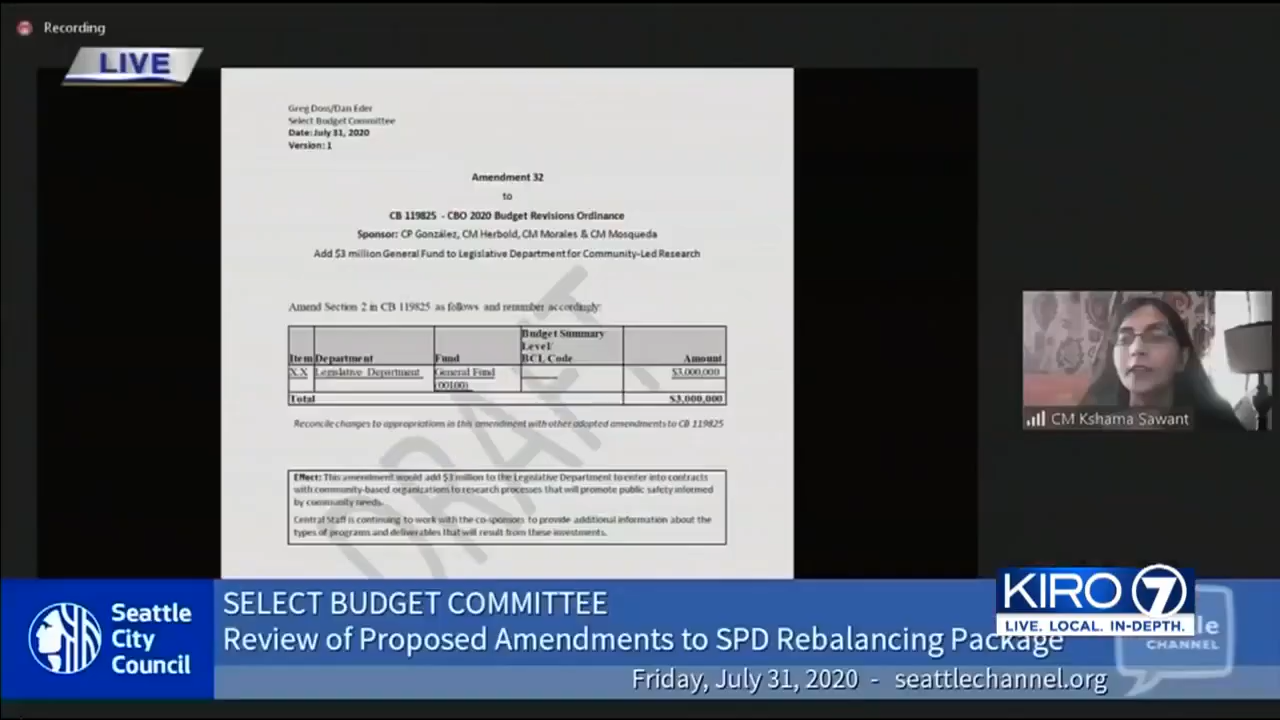 Recording
LIVE
Greg Doss/Dan Eder
Select Budget Committee
Date: July 31, 2020
Version: 1
Amendment 32
to
CB 119825 - CBO 2020 Budget Revisions Ordinance
Sponsor: CP González, CM Herbold, CM Morales & CM Mosqueda
Add $3 million General Fund to Legislative Department for Community-Led Research
Amend Section 2 in CB 119825 as follows and renumber accordingly:
Item Department Fund Budget Summary Level/ BCL Code Amount
X.X Legislative Department General Fund (00100) $3,000,000
Total $3,000,000
Reconcile changes to appropriations in this amendment with other adopted amendments to CB 119825
Effect: This amendment would add $3 million to the Legislative Department to enter into contracts
with community-based organizations to research processes that will promote public safety informed
by community needs.
Central Staff is continuing to work with the co-sponsors to provide additional information about the
types of programs and deliverables that will result from these investments.
DRAFT
CM Kshama Sawant
Seattle
City
Council
SELECT BUDGET COMMITTEE
Review of Proposed Amendments to SPD Rebalancing Package
Friday, July 31, 2020 - seattlechannel.org
KIRO 7
LIVE. LOCAL. IN-DEPTH.
CHANNEL